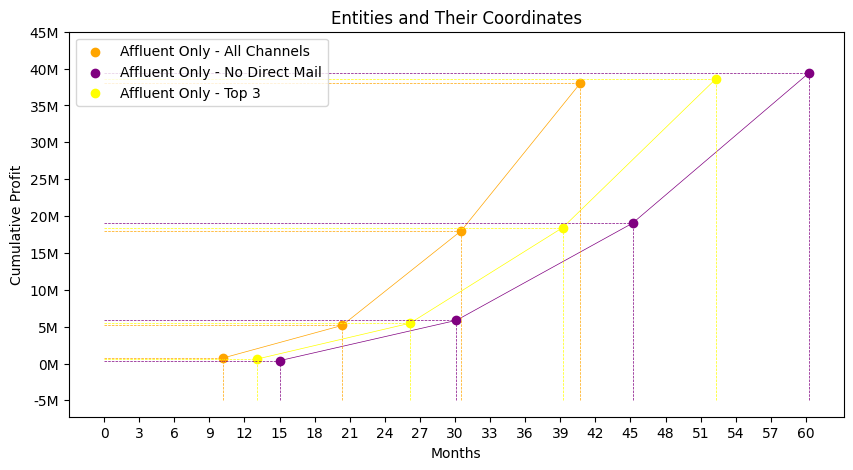 Entities and Their Coordinates
45M
40M
35M
30M
25M
20M
15M
10M
5M
0M
-5M
Cumulative Profit
Affluent Only - All Channels
Affluent Only - No Direct Mail
Affluent Only - Top 3
0 3 6 9 12 15 18 21 24 27 30 33 36 39 42 45 48 51 54 57 60
Months